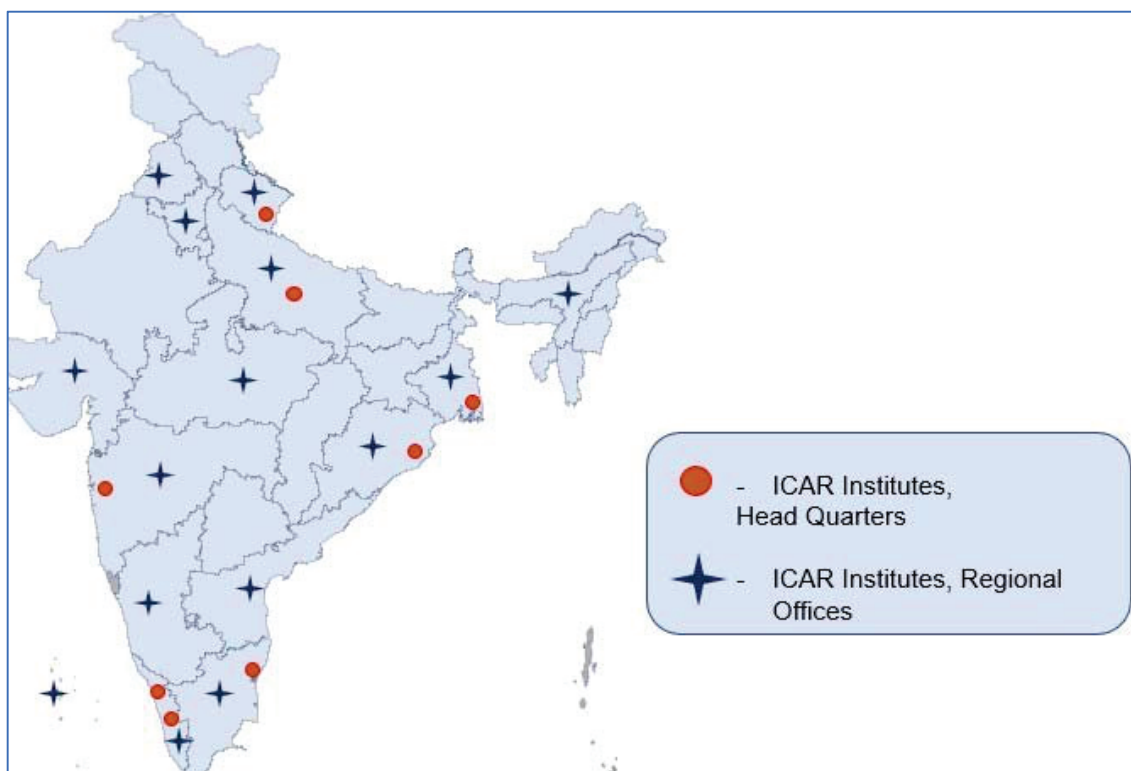 - ICAR Institutes,
Head Quarters
- ICAR Institutes, Regional
Offices